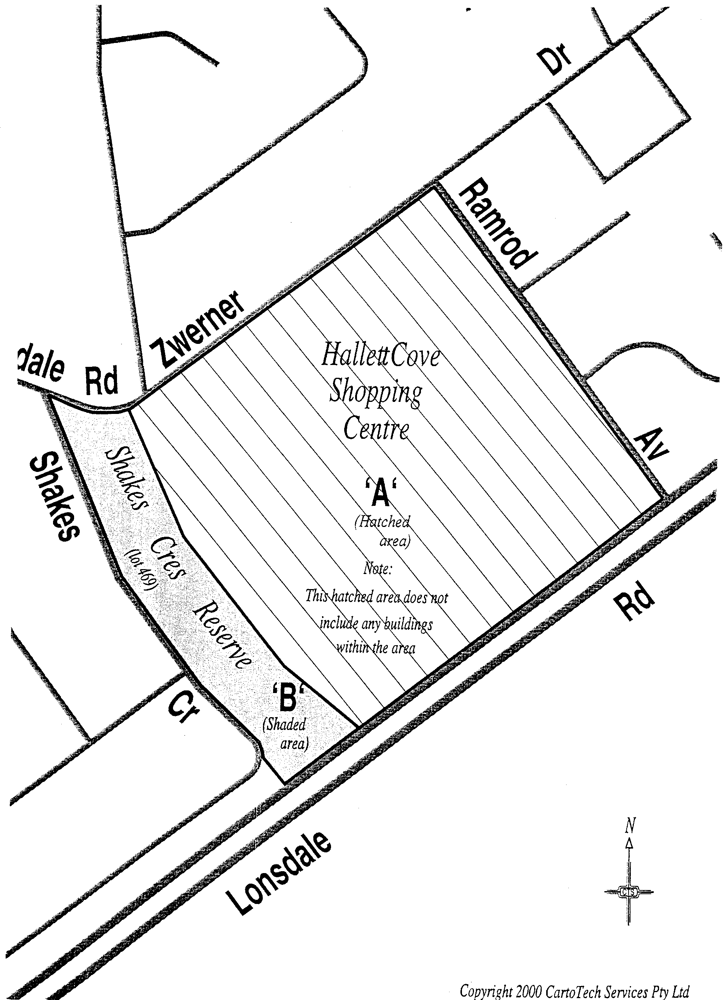 Dr
Ramrod
Zwerner
dale Rd
Hallett Cove
Shopping
Centre
Av
Shakes
Shakes
Cres
Reserve
(lot 469)
'A'
(Hatched
area)
Note:
This hatched area does not
include any buildings
within the area
Rd
'B'
(Shaded
area)
Cr
Lonsdale
N
CTS
Copyright 2000 CartoTech Services Pty Ltd